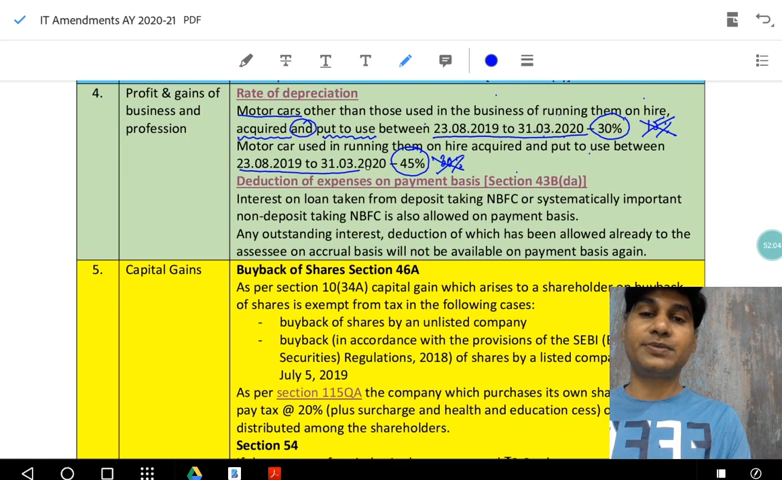 IT Amendments AY 2020-21 PDF
T T T
4. Profit & gains of business and profession
Rate of depreciation
Motor cars other than those used in the business of running them on hire,
acquired and put to use between 23.08.2019 to 31.03.2020 – 30% 15%
Motor car used in running them on hire acquired and put to use between
23.08.2019 to 31.03.2020 – 45% 30%
Deduction of expenses on payment basis [Section 43B(da)]
Interest on loan taken from deposit taking NBFC or systematically important
non-deposit taking NBFC is also allowed on payment basis.
Any outstanding interest, deduction of which has been allowed already to the
assessee on accrual basis will not be available on payment basis again.
52:04
5. Capital Gains
Buyback of Shares Section 46A
As per section 10(34A) capital gain which arises to a shareholder on buyback
of shares is exempt from tax in the following cases:
- buyback of shares by an unlisted company
- buyback (in accordance with the provisions of the SEBI (
Securities) Regulations, 2018) of shares by a listed
July 5, 2019
As per section 115QA the company which purchases its own
pay tax @ 20% (plus surcharge and health and education cess)
distributed among the shareholders.
Section 54